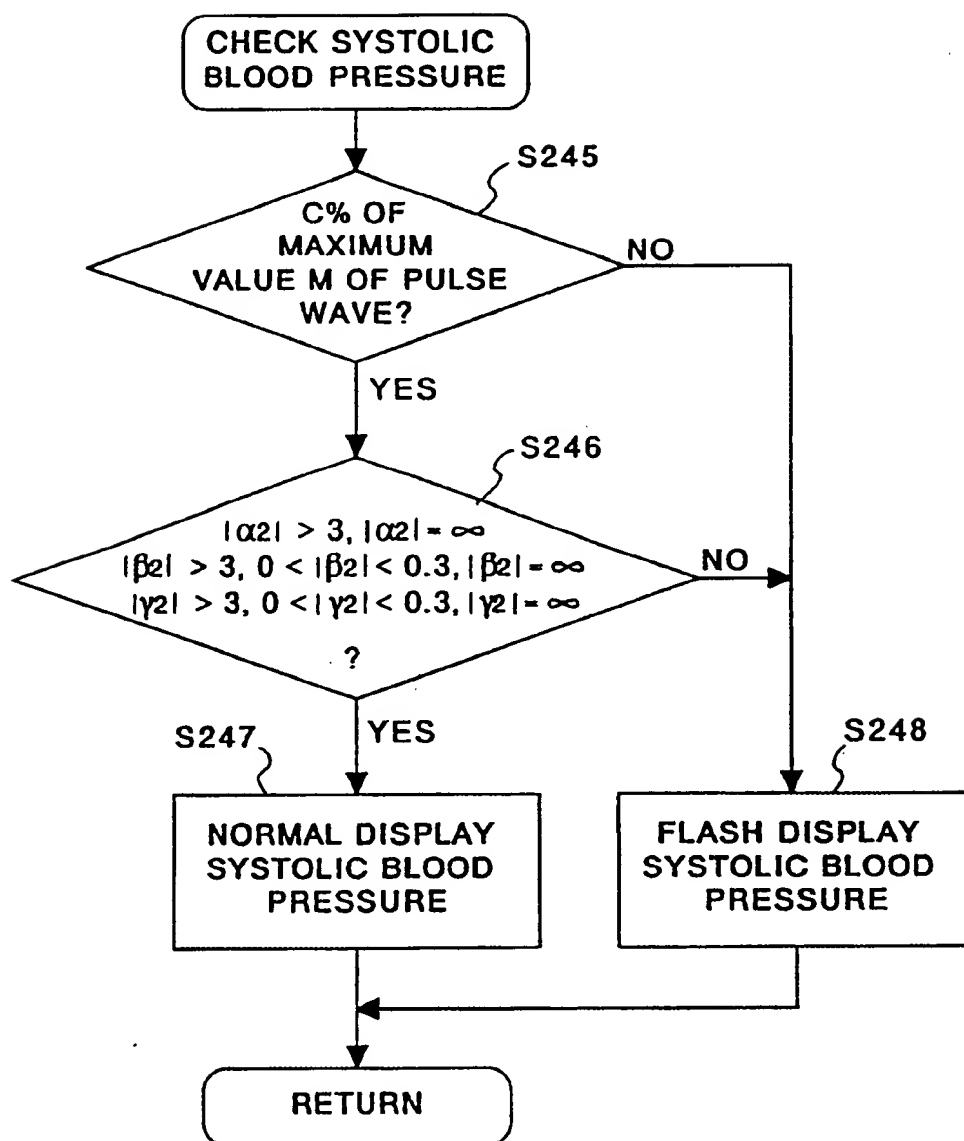 CHECK SYSTOLIC
BLOOD PRESSURE
S245
C% OF
MAXIMUM
VALUE M OF PULSE
WAVE?
NO
YES
S246
|α2| > 3, |α2| = ∞
|β2| > 3, 0 < |β2| < 0.3, |β2| = ∞
|γ2| > 3, 0 < |γ2| < 0.3, |γ2| = ∞
?
NO
YES
S247
S248
NORMAL DISPLAY
SYSTOLIC BLOOD
PRESSURE
FLASH DISPLAY
SYSTOLIC BLOOD
PRESSURE
RETURN